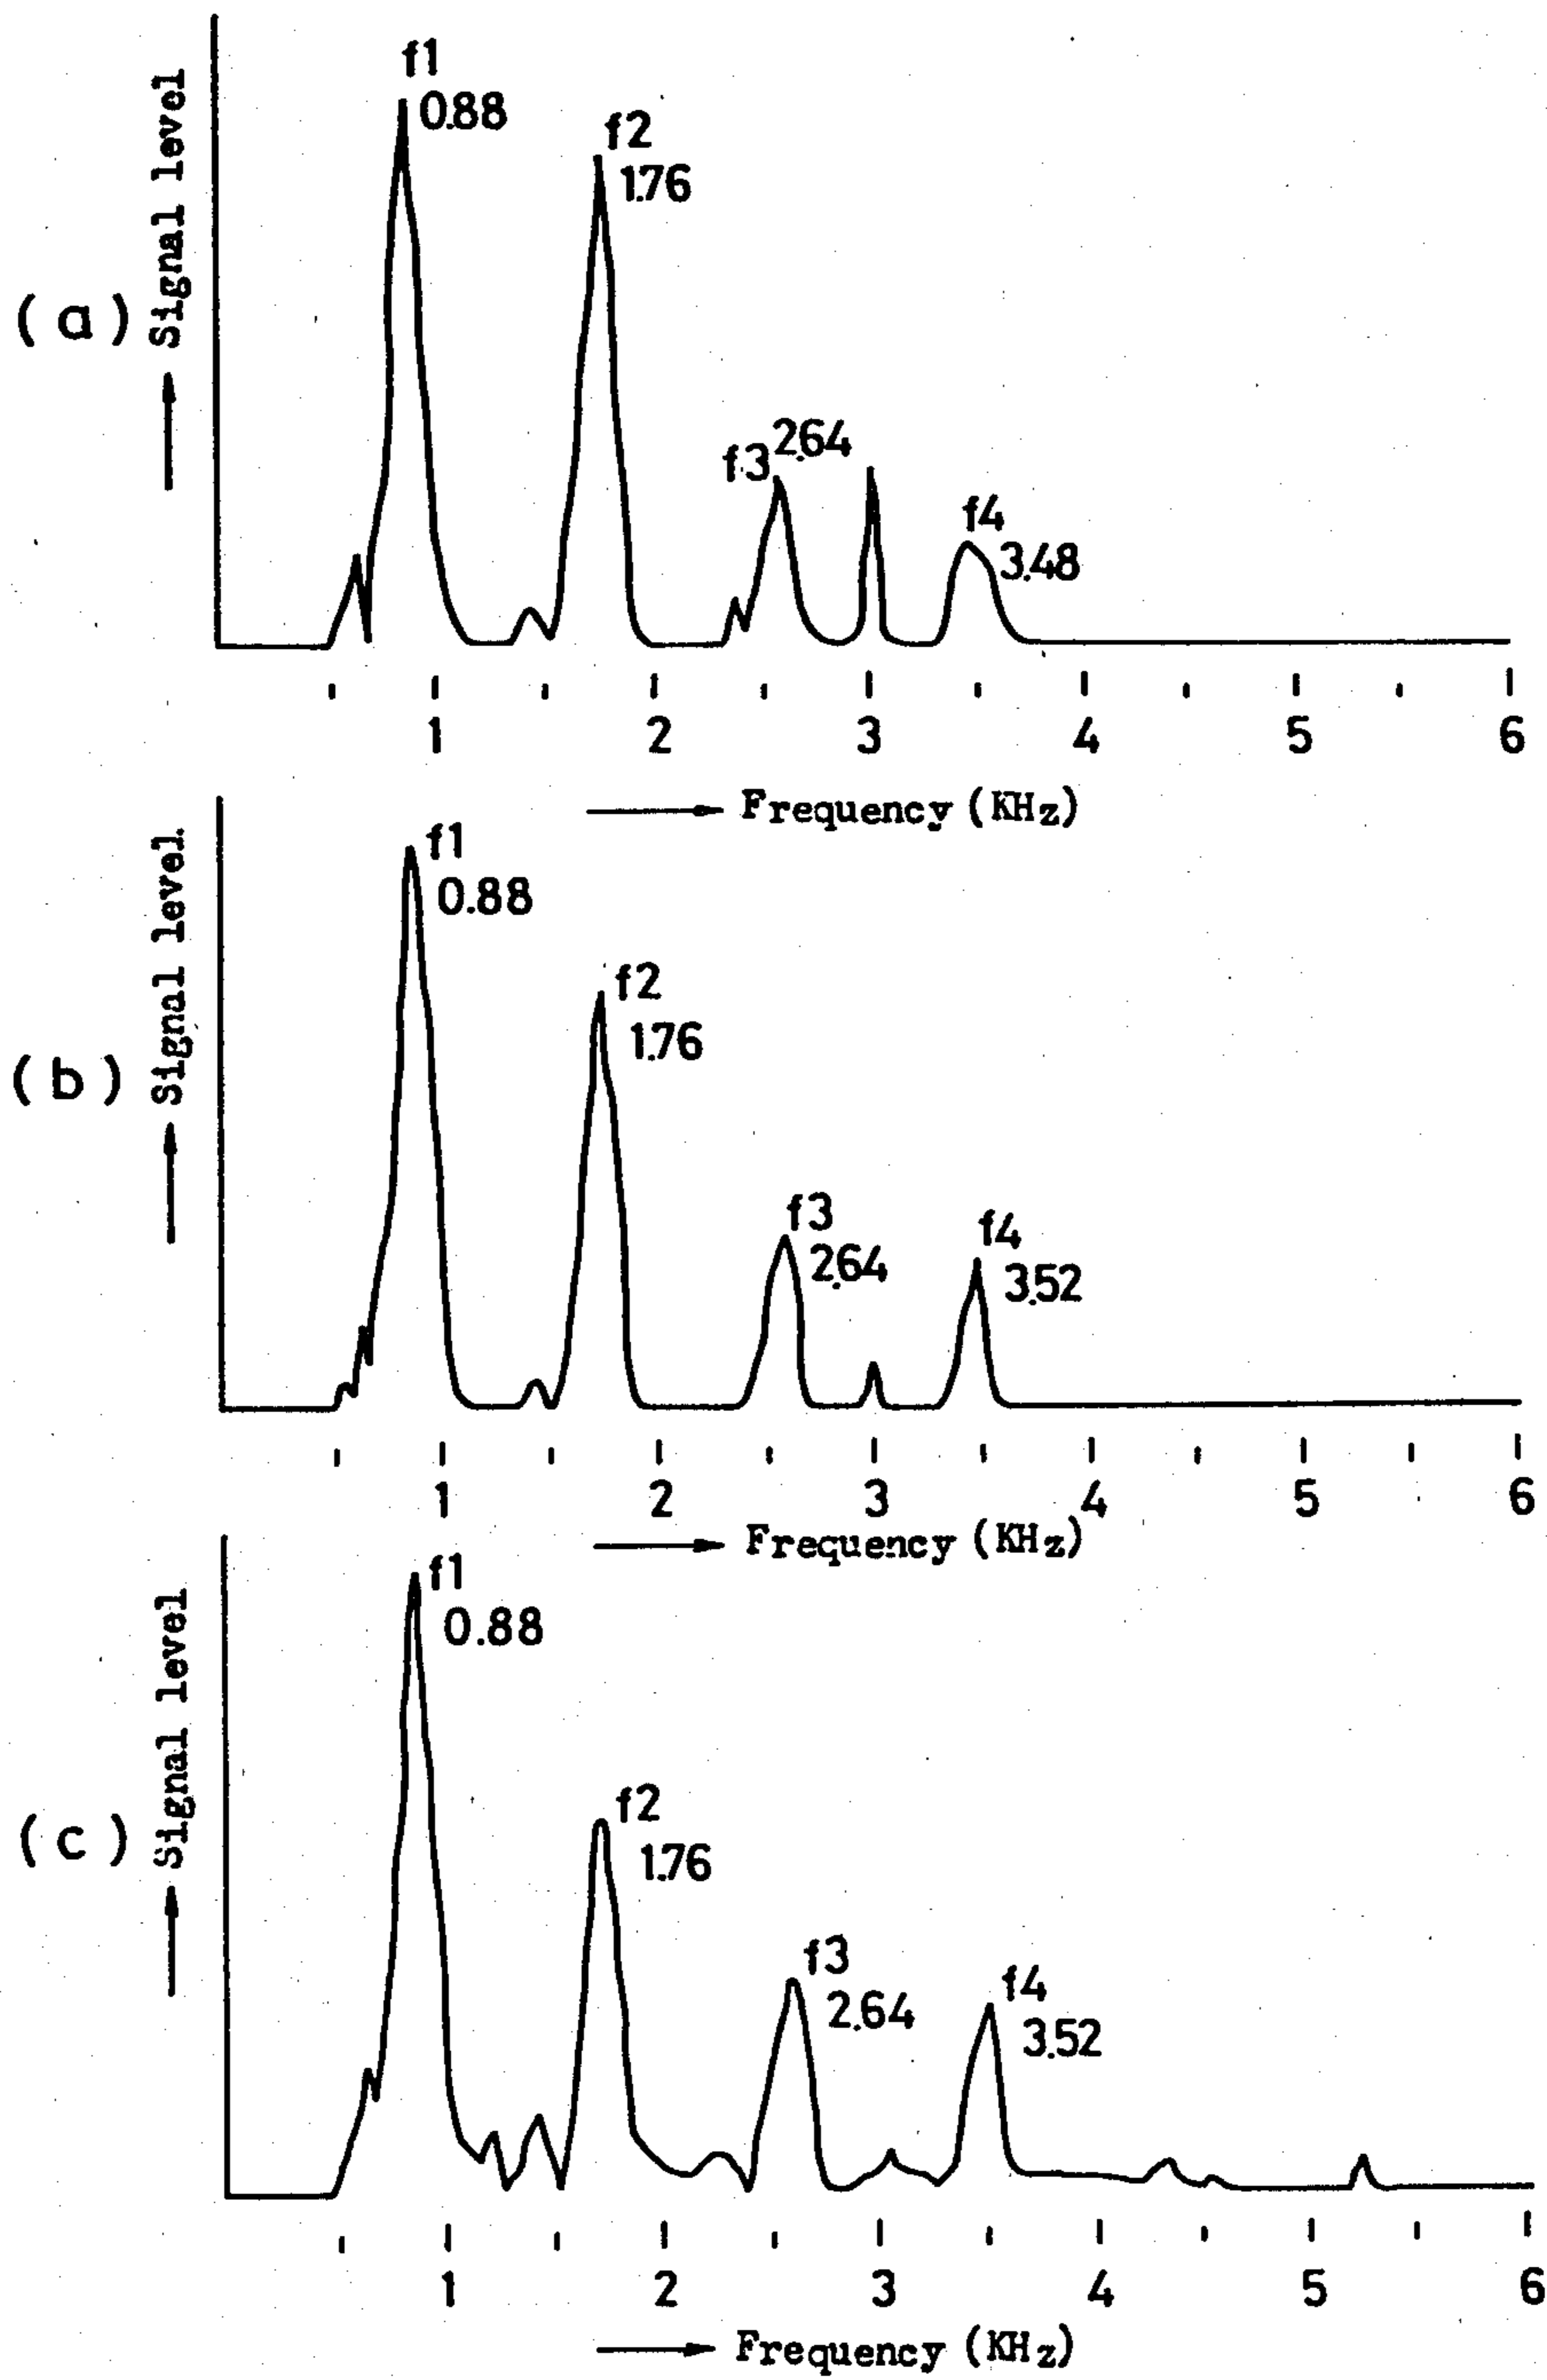 (a)
Signal level
f1
0.88
f2
1.76
f3 2.64
f4
3.48
1 2 3 4 5 6
Frequency (KHz)
(b)
Signal level
f1
0.88
f2
1.76
f3
2.64
f4
3.52
1 2 3 4 5 6
Frequency (KHz)
(c)
Signal level
f1
0.88
f2
1.76
f3
2.64
f4
3.52
1 2 3 4 5 6
Frequency (KHz)